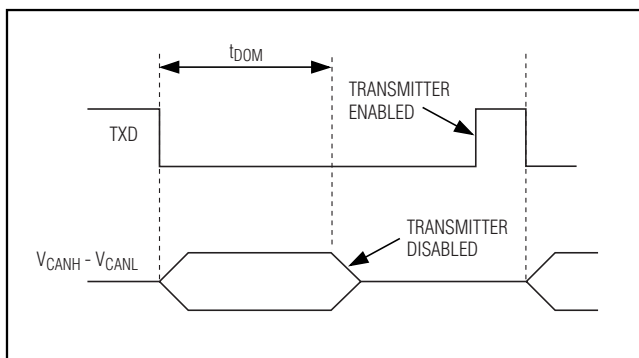 tDOM
TRANSMITTER
ENABLED
TXD
TRANSMITTER
DISABLED
VCANH - VCANL